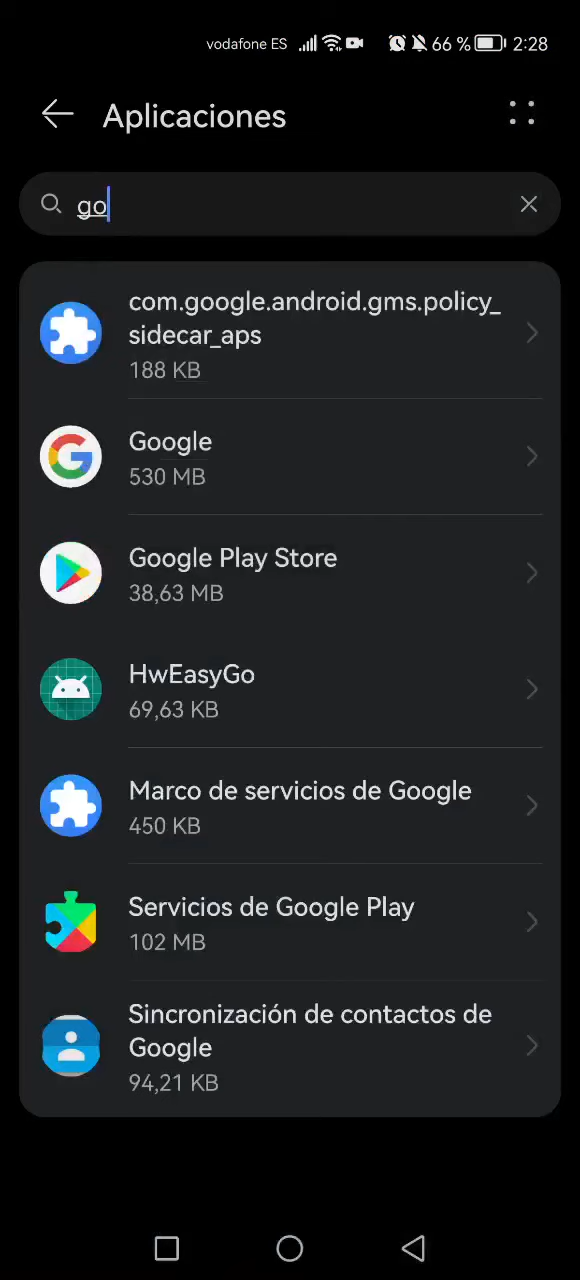 vodafone ES 66 % 2:28
Aplicaciones
go
com.google.android.gms.policy_
sidecar_aps
188 KB
Google
530 MB
Google Play Store
38,63 MB
HwEasyGo
69,63 KB
Marco de servicios de Google
450 KB
Servicios de Google Play
102 MB
Sincronización de contactos de
Google
94,21 KB